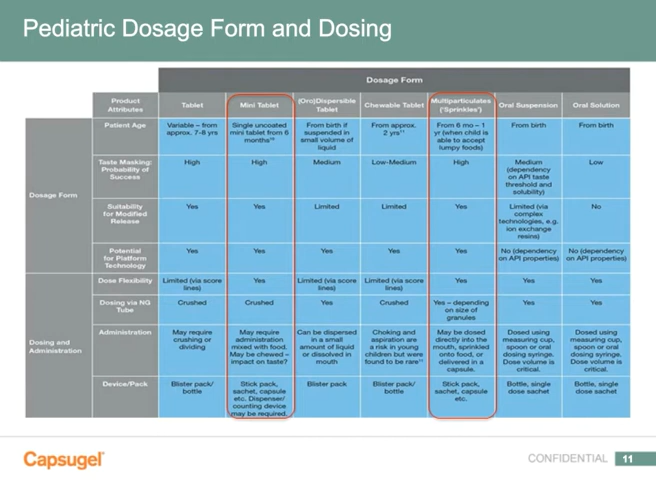 Pediatric Dosage Form and Dosing
Dosage Form
Product
Attributes
Tablet
Mini Tablet
(Oro)Dispersible
Tablet
Chewable Tablet
Multiparticulates
('Sprinkles')
Oral Suspension
Oral Solution
Dosage Form
Patient Age
Variable – from
approx. 7-8 yrs
Single uncoated
mini tablet from 6
months
From birth if
suspended in
small volume of
liquid
From approx.
2 yrs¹¹
From 6 mo – 1
yr (when child is
able to accept
lumpy foods)
From birth
From birth
Taste Masking:
Probability of
Success
High
High
Medium
Low-Medium
High
Medium
(dependency
on API taste
threshold and
solubility)
Low
Suitability
for Modified
Release
Yes
Yes
Limited
Limited
Yes
Limited (via
complex
technologies, e.g.
ion exchange
resins)
No
Potential
for Platform
Technology
Yes
Yes
Yes
Yes
Yes
No (dependency
on API properties)
No (dependency
on API properties)
Dosing and
Administration
Dose Flexibility
Limited (via score
lines)
Yes
Limited (via score
lines)
Limited (via score
lines)
Yes
Yes
Yes
Dosing via NG
Tube
Crushed
Crushed
Yes
Crushed
Yes – depending
on size of
granules
Yes
Yes
Administration
May require
crushing or
dividing
May require
administration
mixed with food.
May be chewed –
impact on taste?
Can be dispersed
in a small
amount of liquid
or dissolved in
mouth
Choking and
aspiration are
a risk in young
children but were
found to be rare¹¹
May be dosed
directly into the
mouth, sprinkled
onto food, or
delivered in a
capsule.
Dosed using
measuring cup,
spoon or oral
dosing syringe.
Dose volume is
critical.
Dosed using
measuring cup,
spoon or oral
dosing syringe.
Dose volume is
critical.
Device/Pack
Blister pack/
bottle
Stick pack,
sachet, capsule
etc. Dispenser/
counting device
may be required.
Blister pack
Blister pack/
bottle
Stick pack,
sachet, capsule
etc.
Bottle, single
dose sachet
Bottle, single
dose sachet
Capsugel
CONFIDENTIAL
11